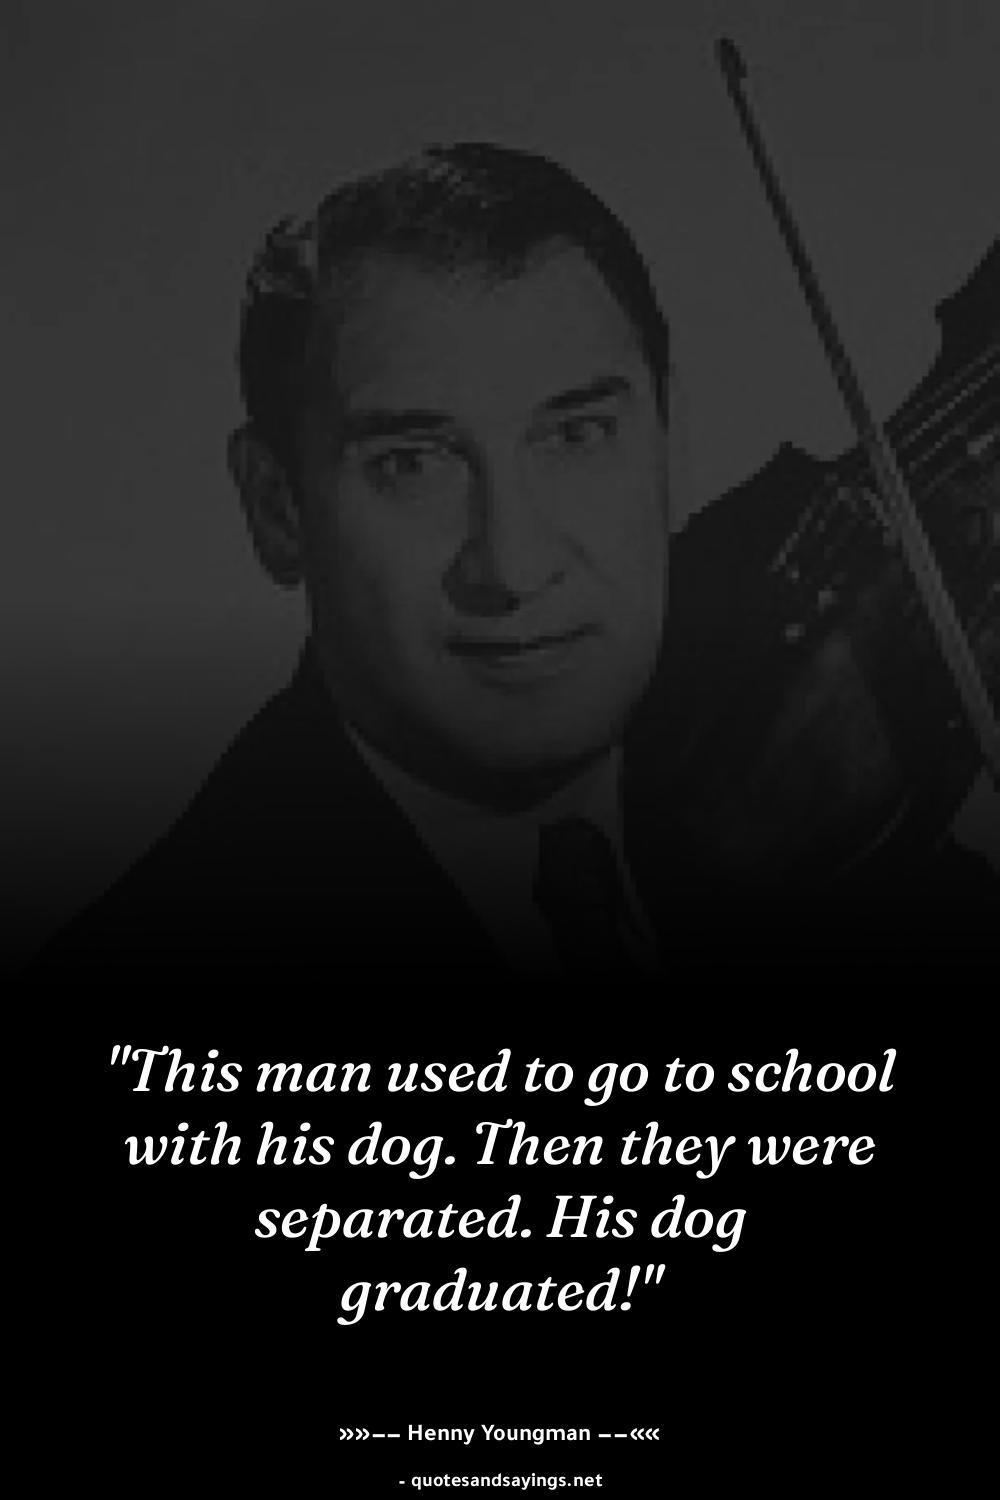 "This man used to go to school
with his dog. Then they were
separated. His dog
graduated!"
»»–– Henny Youngman ––««
- quotesandsayings.net